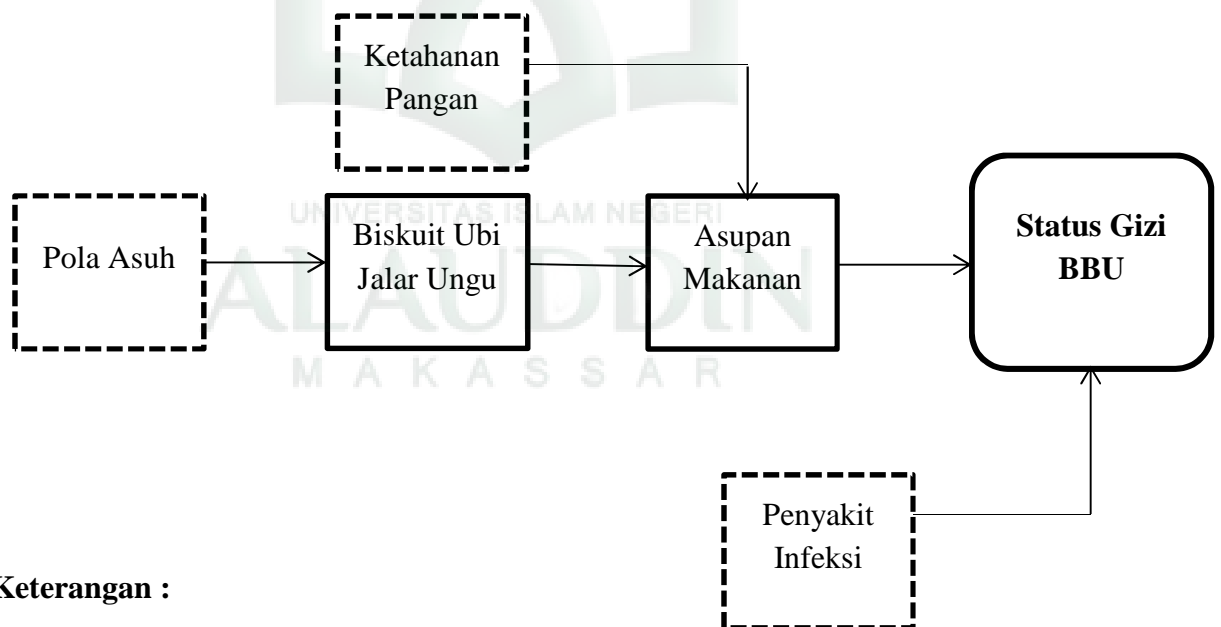 Ketahanan
Pangan
Pola Asuh
Biskuit Ubi
Jalar Ungu
Asupan
Makanan
Status Gizi
BBU
UNIVERSITAS ISLAM NEGERI
ALAUDDIN
MAKASSAR
Penyakit
Infeksi
Keterangan :